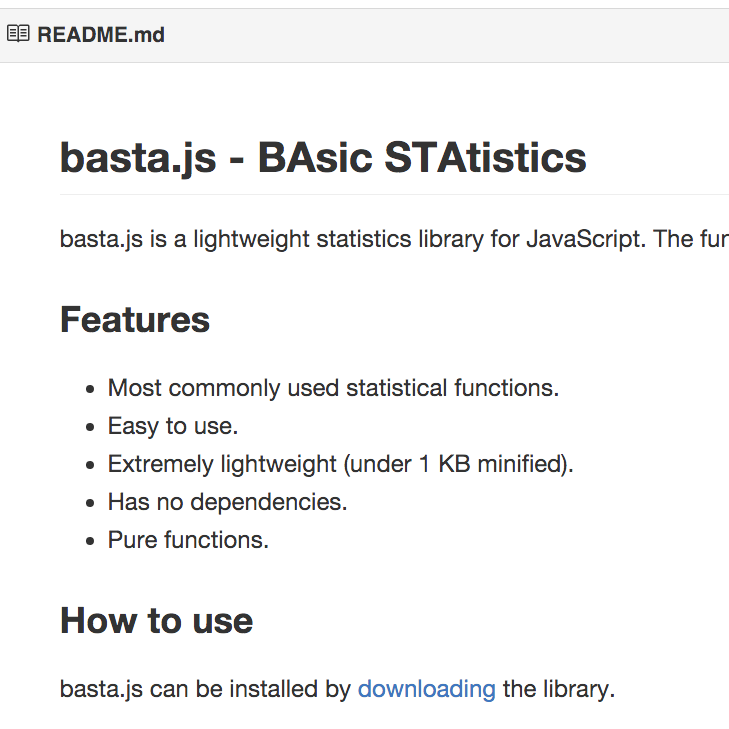 README.md
basta.js - BAsic STAtistics
basta.js is a lightweight statistics library for JavaScript. The
Features
Most commonly used statistical functions.
Easy to use.
Extremely lightweight (under 1 KB minified).
Has no dependencies.
Pure functions.
How to use
basta.js can be installed by downloading the library.